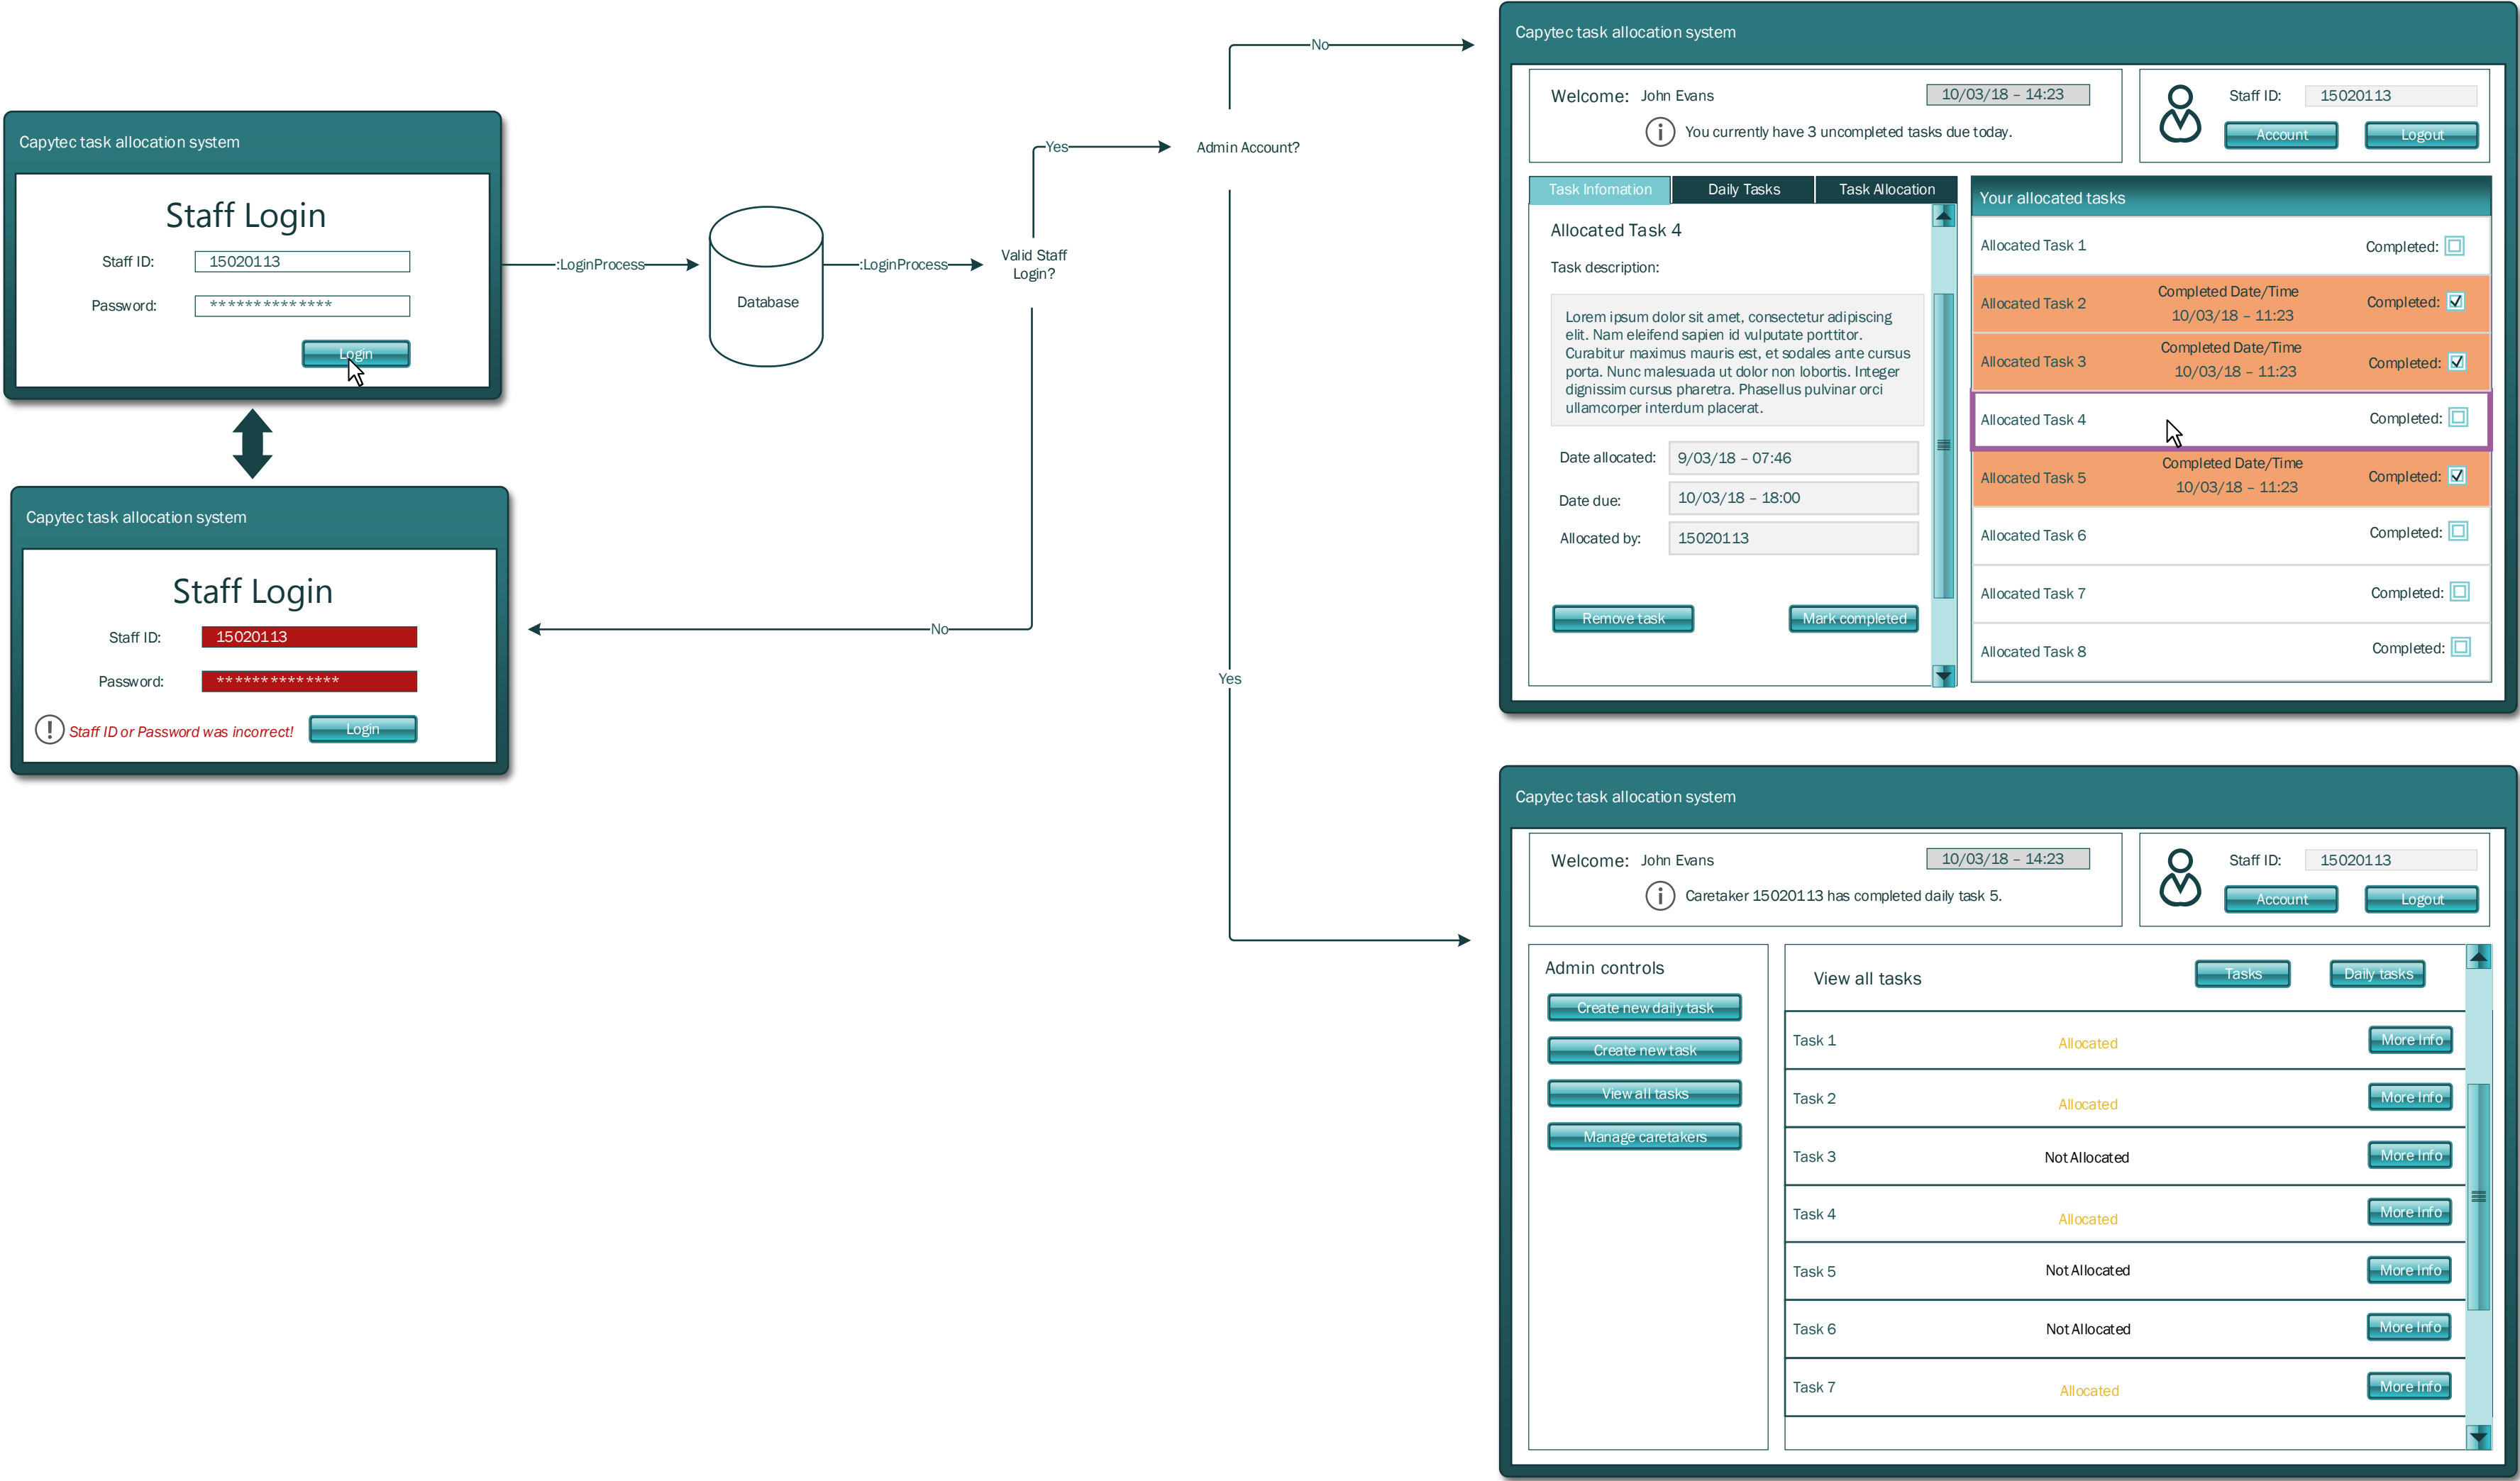 Capytec task allocation system
Staff Login
Staff ID: 15020113
Password: **************
Login
Capytec task allocation system
Staff Login
Staff ID: 15020113
Password: **************
Staff ID or Password was incorrect! Login
:LoginProcess
Database
:LoginProcess
Valid Staff
Login?
No
Yes
Admin Account?
No
Yes
Capytec task allocation system
Welcome: John Evans 10/03/18 – 14:23
You currently have 3 uncompleted tasks due today.
Staff ID: 15020113
Account Logout
Task Infomation Daily Tasks Task Allocation
Allocated Task 4
Task description:
Lorem ipsum dolor sit amet, consectetur adipiscing
elit. Nam eleifend sapien id vulputate porttitor.
Curabitur maximus mauris est, et sodales ante cursus
porta. Nunc malesuada ut dolor non lobortis. Integer
dignissim cursus pharetra. Phasellus pulvinar orci
ullamcorper interdum placerat.
Date allocated: 9/03/18 – 07:46
Date due: 10/03/18 – 18:00
Allocated by: 15020113
Remove task Mark completed
Your allocated tasks
Allocated Task 1 Completed:
Allocated Task 2 Completed Date/Time Completed:
10/03/18 – 11:23
Allocated Task 3 Completed Date/Time Completed:
10/03/18 – 11:23
Allocated Task 4 Completed:
Allocated Task 5 Completed Date/Time Completed:
10/03/18 – 11:23
Allocated Task 6 Completed:
Allocated Task 7 Completed:
Allocated Task 8 Completed:
Capytec task allocation system
Welcome: John Evans 10/03/18 – 14:23
Caretaker 15020113 has completed daily task 5.
Staff ID: 15020113
Account Logout
Admin controls
Create new daily task
Create new task
View all tasks
Manage caretakers
View all tasks Tasks Daily tasks
Task 1 Allocated More Info
Task 2 Allocated More Info
Task 3 Not Allocated More Info
Task 4 Allocated More Info
Task 5 Not Allocated More Info
Task 6 Not Allocated More Info
Task 7 Allocated More Info